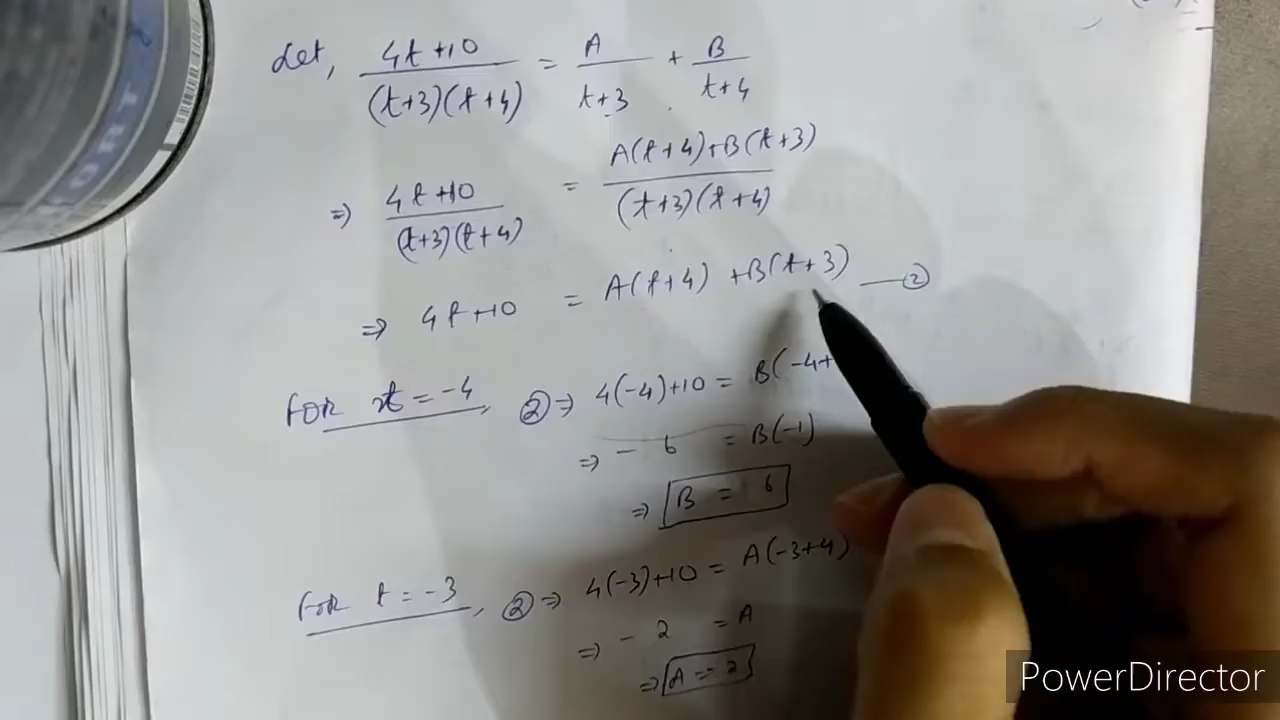 Let, (4t+10)/((t+3)(t+4)) = A/(t+3) + B/(t+4)
⇒ (4t+10)/((t+3)(t+4)) = (A(t+4)+B(t+3))/((t+3)(t+4))
⇒ 4t+10 = A(t+4) +B(t+3) —②
For t=-4, ②⇒ 4(-4)+10 = B(-4+
⇒ - 6 = B(-1)
⇒ B = 6
For t=-3, ②⇒ 4(-3)+10 = A(-3+4)
⇒ - 2 = A
⇒ A = -2
PowerDirector